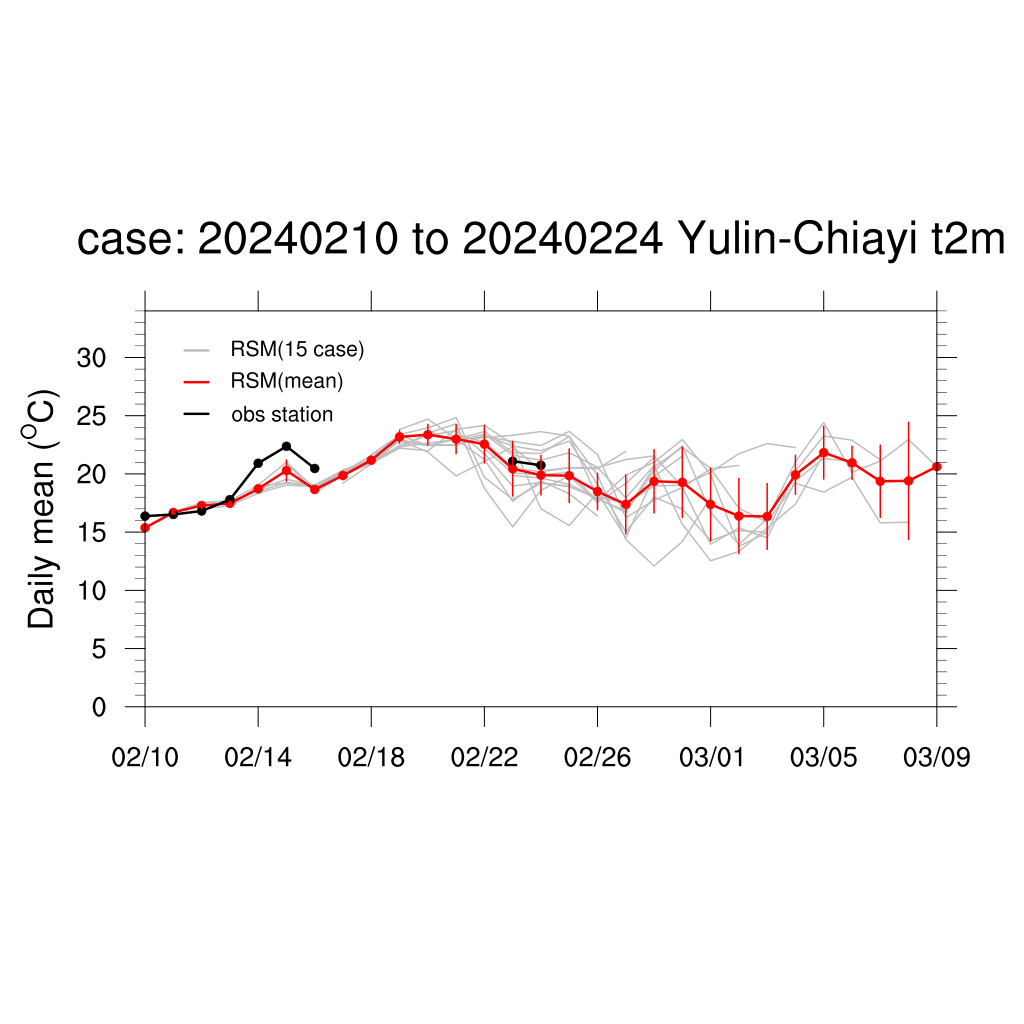 case: 20240210 to 20240224 Yulin-Chiayi t2m
RSM(15 case)
RSM(mean)
obs station
Daily mean (°C)
30
25
20
15
10
5
0
02/10 02/14 02/18 02/22 02/26 03/01 03/05 03/09